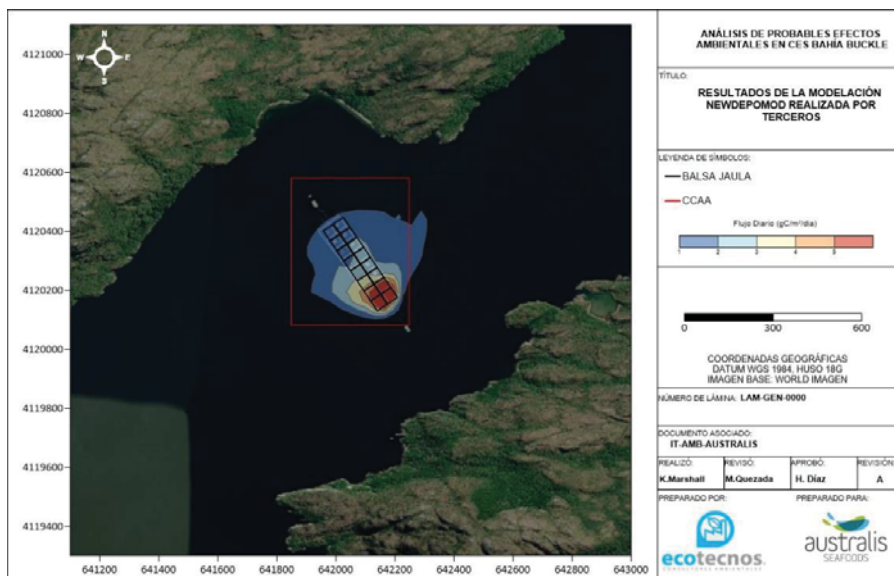 4121000
4120800
4120600
4120400
4120200
4120000
4119800
4119600
4119400
641200
641400
641600
641800
642000
642200
642400
642600
642800
643000
N
W
E
S
ANÁLISIS DE PROBABLES EFECTOS
AMBIENTALES EN CES BAHÍA BUCKLE
TÍTULO:
RESULTADOS DE LA MODELACIÓN
NEWDEPOMOD REALIZADA POR
TERCEROS
LEYENDA DE SÍMBOLOS:
BALSA JAULA
CCAA
Flujo Diario (gC/m²/dia)
1 2 3 4 5
0 300 600
COORDENADAS GEOGRÁFICAS
DATUM WGS 1984, HUSO 18G
IMAGEN BASE: WORLD IMAGEN
NÚMERO DE LÁMINA: LAM-GEN-0000
DOCUMENTO ASOCIADO:
IT-AMB-AUSTRALIS
REALIZÓ: REVISÓ: APROBÓ: REVISIÓN:
K.Marshall M.Quezada H. Díaz A
PREPARADO POR: PREPARADO PARA:
ecotecnos
CONSULTORES AMBIENTALES
australis
SEAFOODS